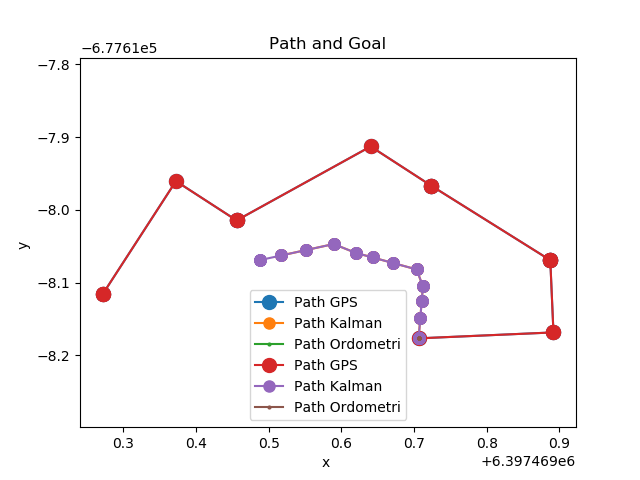 Path and Goal
−6.7761e5
−7.8
−7.9
−8.0
−8.1
−8.2
y
Path GPS
Path Kalman
Path Ordometri
Path GPS
Path Kalman
Path Ordometri
0.3 0.4 0.5 0.6 0.7 0.8 0.9
x
+6.397469e6